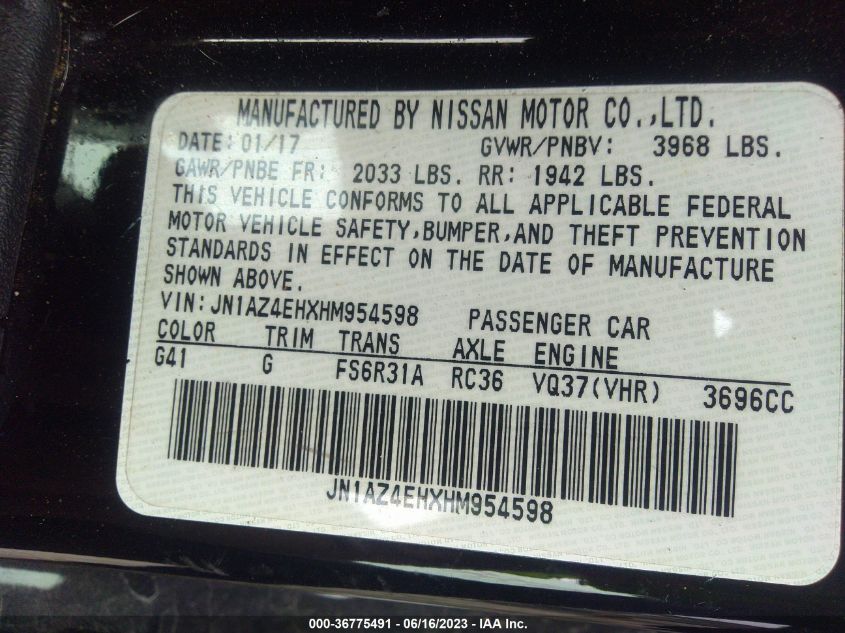 MANUFACTURED BY NISSAN MOTOR CO.,LTD.
DATE:01/17 GVWR/PNBV: 3968 LBS.
GAWR/PNBE FR: 2033 LBS. RR: 1942 LBS.
THIS VEHICLE CONFORMS TO ALL APPLICABLE FEDERAL
MOTOR VEHICLE SAFETY,BUMPER,AND THEFT PREVENTION
STANDARDS IN EFFECT ON THE DATE OF MANUFACTURE
SHOWN ABOVE.
VIN:JN1AZ4EHXHM954598 PASSENGER CAR
COLOR TRIM TRANS AXLE ENGINE
G41 G FS6R31A RC36 VQ37(VHR) 3696CC
JN1AZ4EHXHM954598
000-36775491 - 06/16/2023 - IAA Inc.